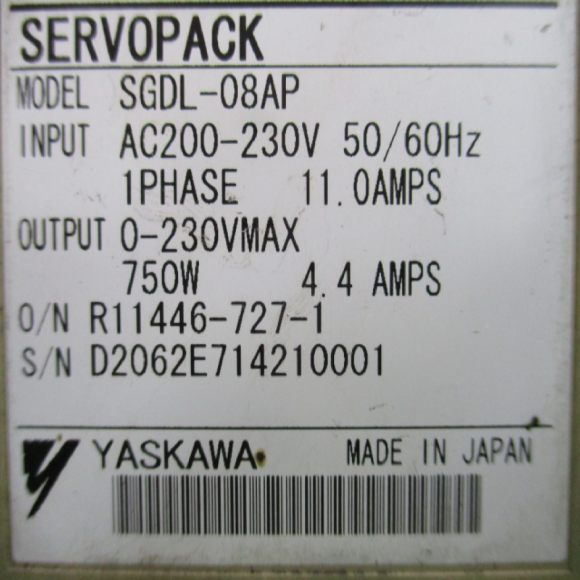 SERVOPACK
MODEL SGDL-08AP
INPUT AC200-230V 50/60Hz
1PHASE 11.0AMPS
OUTPUT 0-230VMAX
750W 4.4 AMPS
O/N R11446-727-1
S/N D2062E714210001
YASKAWA MADE IN JAPAN